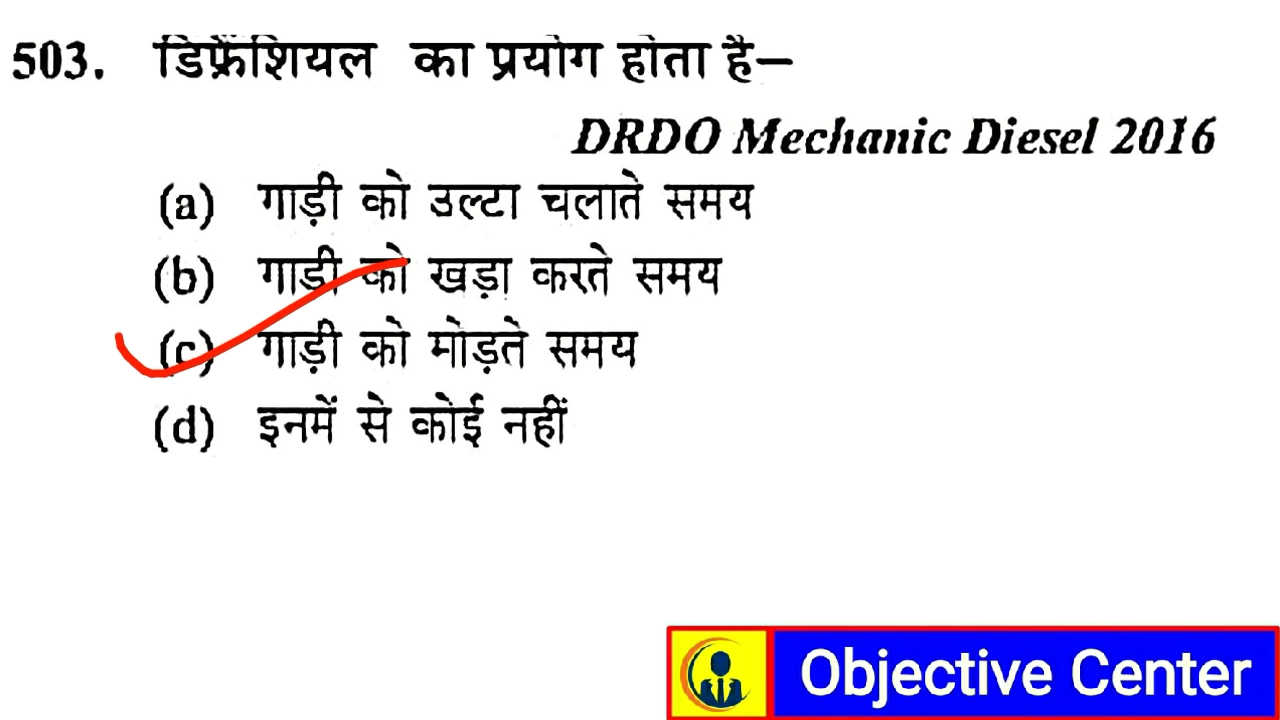 503. डिफ्रैंशियल का प्रयोग होता है–
DRDO Mechanic Diesel 2016
(a) गाड़ी को उल्टा चलाते समय
(b) गाडी को खड़ा करते समय
(c) गाड़ी को मोड़ते समय
(d) इनमें से कोई नहीं
Objective Center